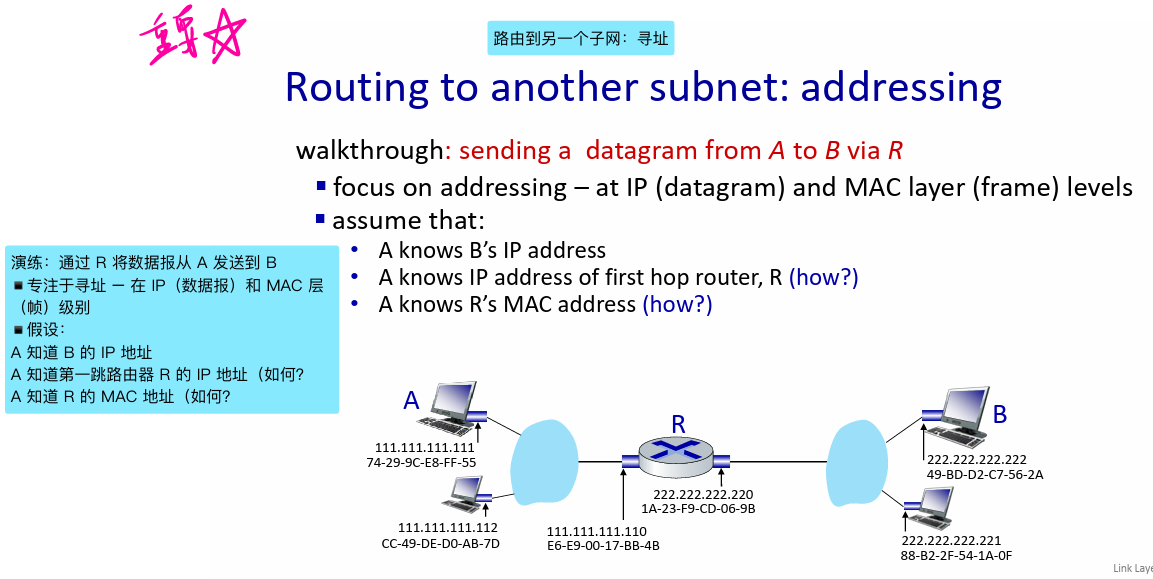 重要
路由到另一个子网：寻址
Routing to another subnet: addressing
walkthrough: sending a datagram from A to B via R
▪ focus on addressing – at IP (datagram) and MAC layer (frame) levels
▪ assume that:
• A knows B’s IP address
• A knows IP address of first hop router, R (how?)
• A knows R’s MAC address (how?)
演练：通过 R 将数据报从 A 发送到 B
▪专注于寻址 – 在 IP（数据报）和 MAC 层
（帧）级别
▪假设：
A 知道 B 的 IP 地址
A 知道第一跳路由器 R 的 IP 地址（如何？
A 知道 R 的 MAC 地址（如何？
A
111.111.111.111
74-29-9C-E8-FF-55
111.111.111.112
CC-49-DE-D0-AB-7D
R
222.222.222.220
1A-23-F9-CD-06-9B
111.111.111.110
E6-E9-00-17-BB-4B
B
222.222.222.222
49-BD-D2-C7-56-2A
222.222.222.221
88-B2-2F-54-1A-0F
Link Laye